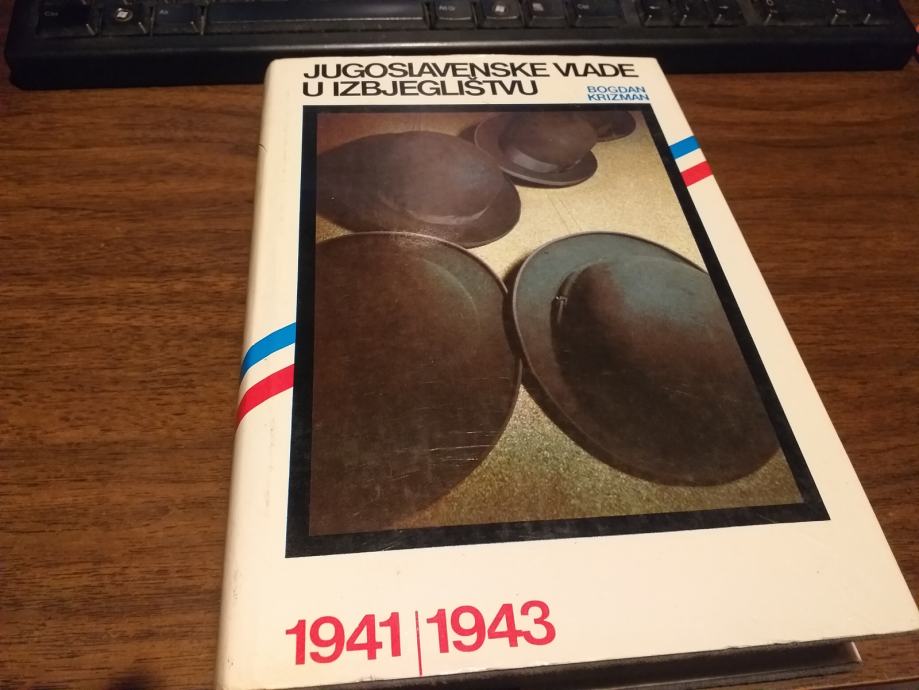 JUGOSLAVENSKE VLADE
U IZBJEGLIŠTVU
BOGDAN
KRIZMAN
1941 | 1943